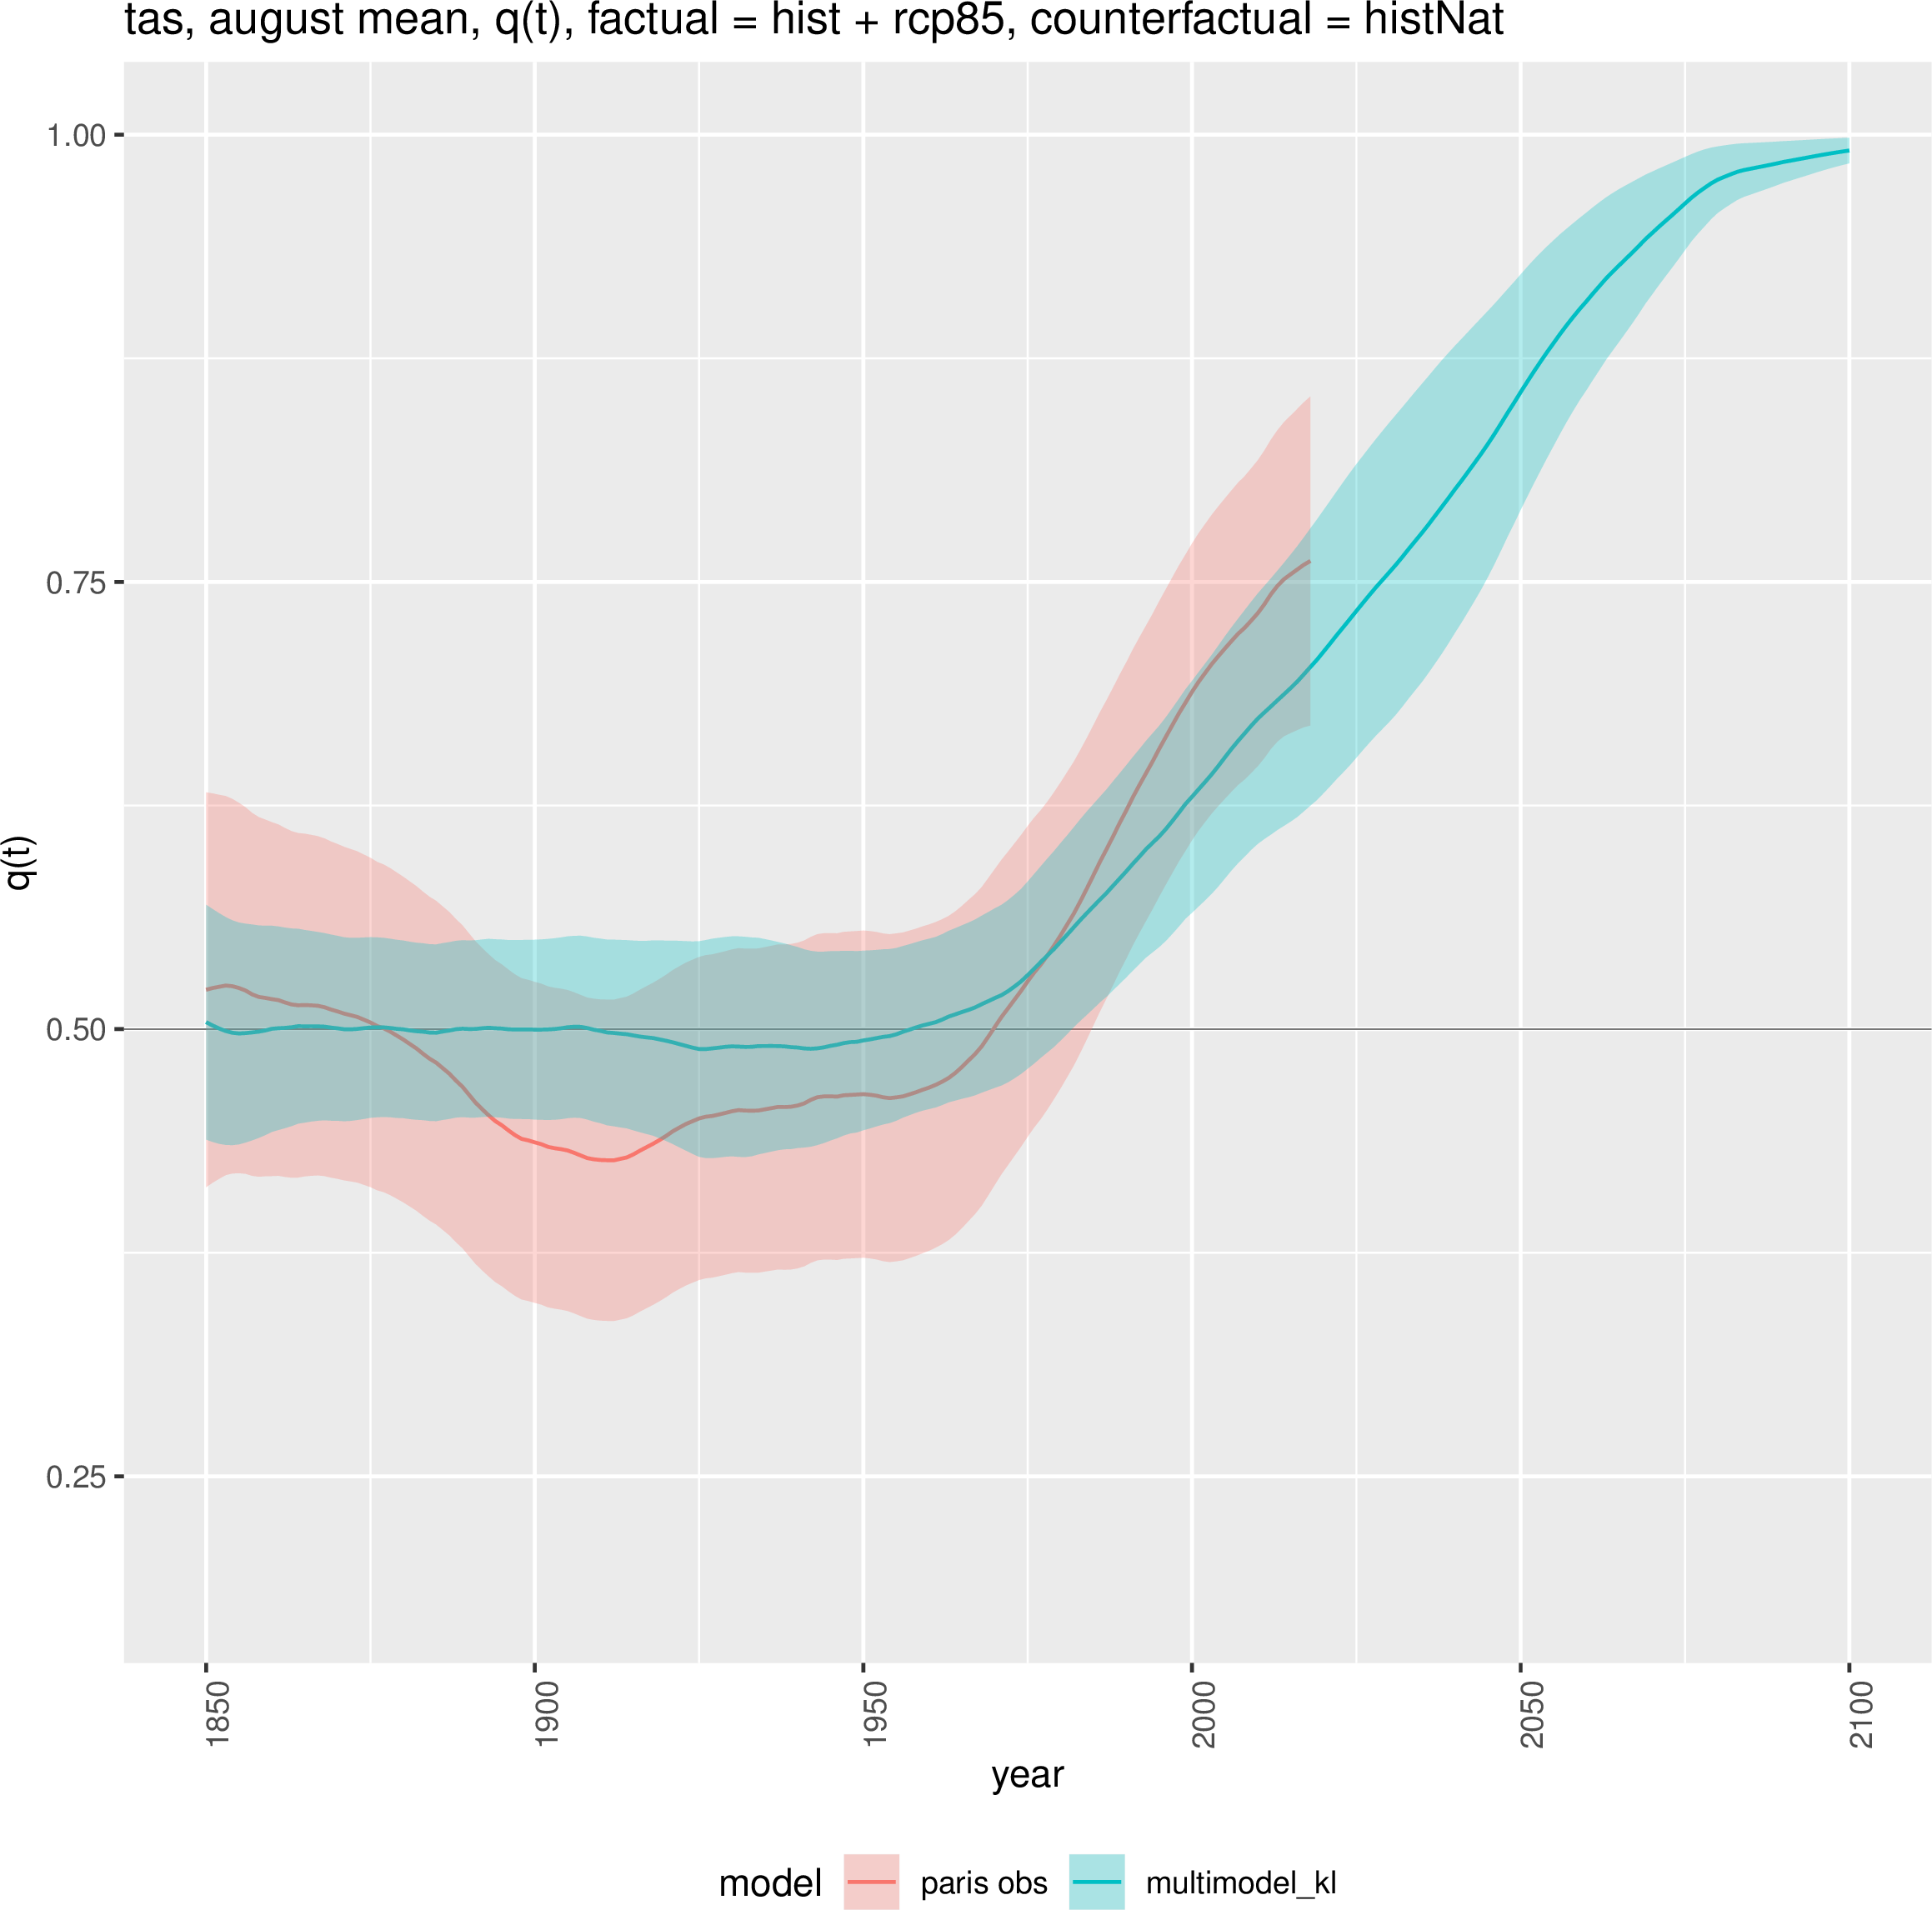 tas, august mean, q(t), factual = hist + rcp85, counterfactual = histNat
1.00
0.75
0.50
0.25
q(t)
1850
1900
1950
2000
2050
2100
year
model
paris obs
multimodel_kl